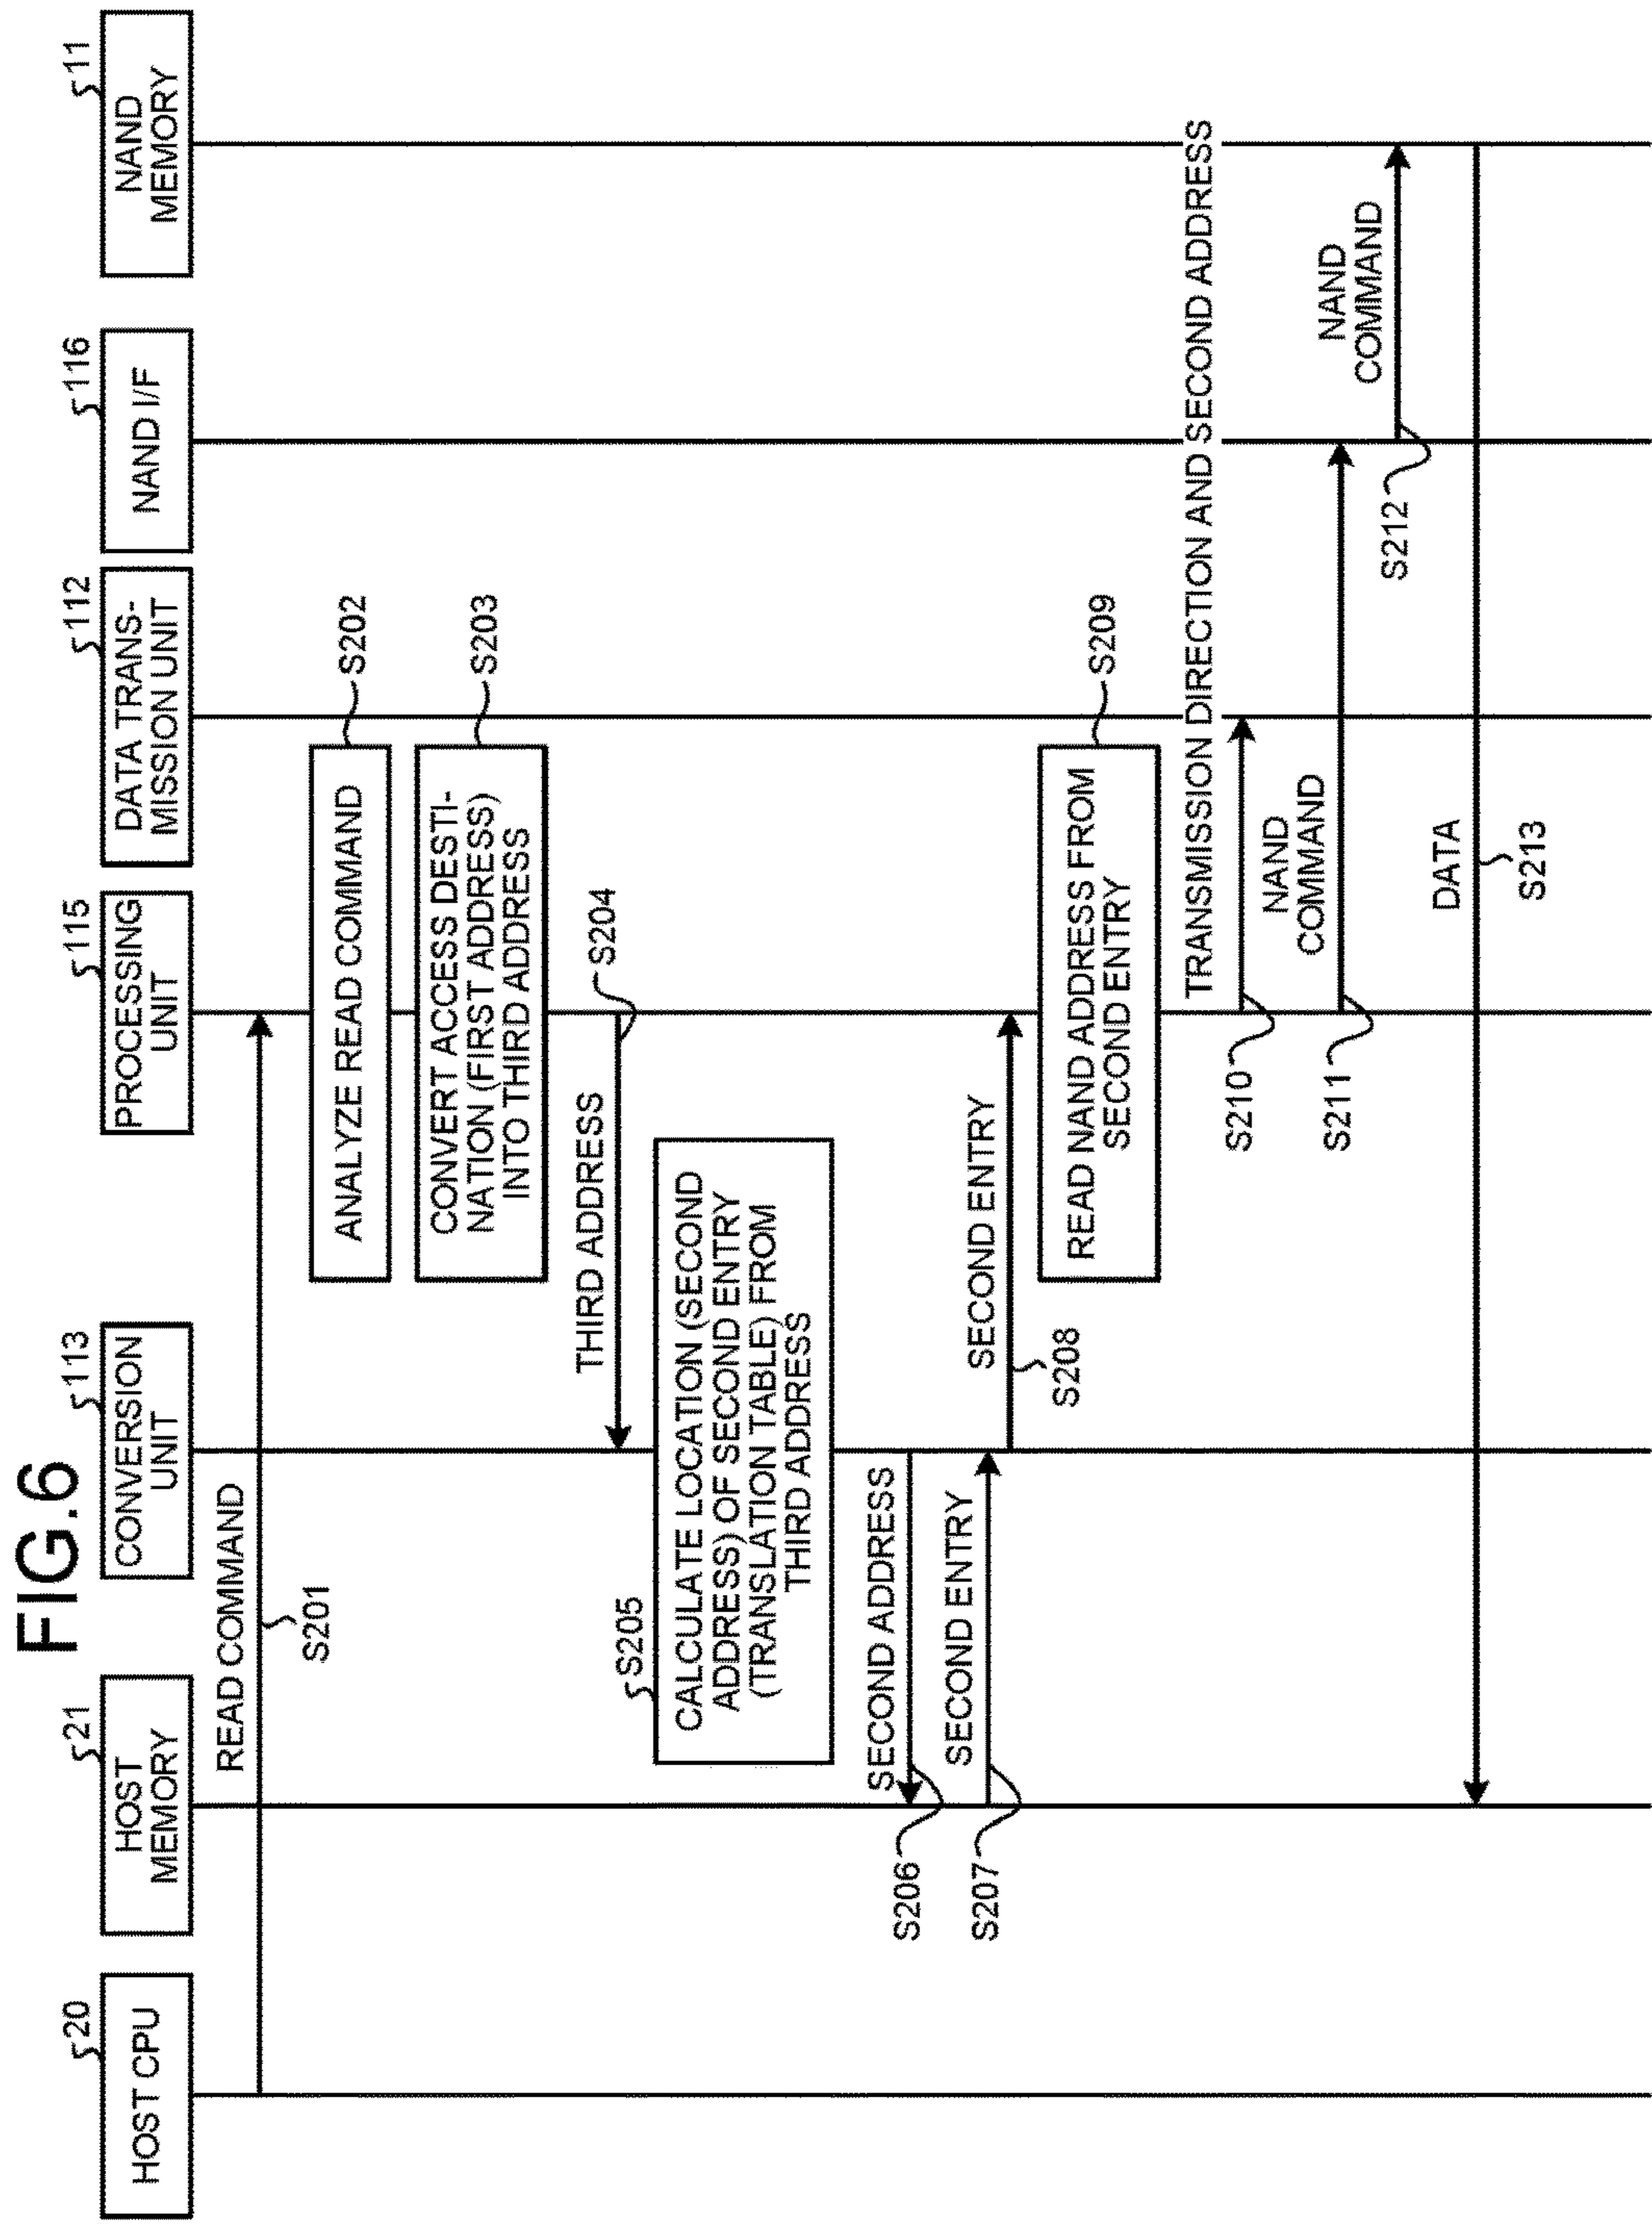 FIG.6
20
HOST CPU
21
HOST
MEMORY
113
CONVERSION
UNIT
115
PROCESSING
UNIT
112
DATA TRANS-
MISSION UNIT
116
NAND I/F
11
NAND
MEMORY
READ COMMAND
S201
ANALYZE READ COMMAND
S202
CONVERT ACCESS DESTI-
NATION (FIRST ADDRESS)
INTO THIRD ADDRESS
S203
THIRD ADDRESS
S204
S205
CALCULATE LOCATION (SECOND
ADDRESS) OF SECOND ENTRY
(TRANSLATION TABLE) FROM
THIRD ADDRESS
SECOND ADDRESS
S206
SECOND ENTRY
S207
SECOND ENTRY
S208
READ NAND ADDRESS FROM
SECOND ENTRY
S209
TRANSMISSION DIRECTION AND SECOND ADDRESS
S210
NAND
COMMAND
S211
NAND
COMMAND
S212
DATA
S213